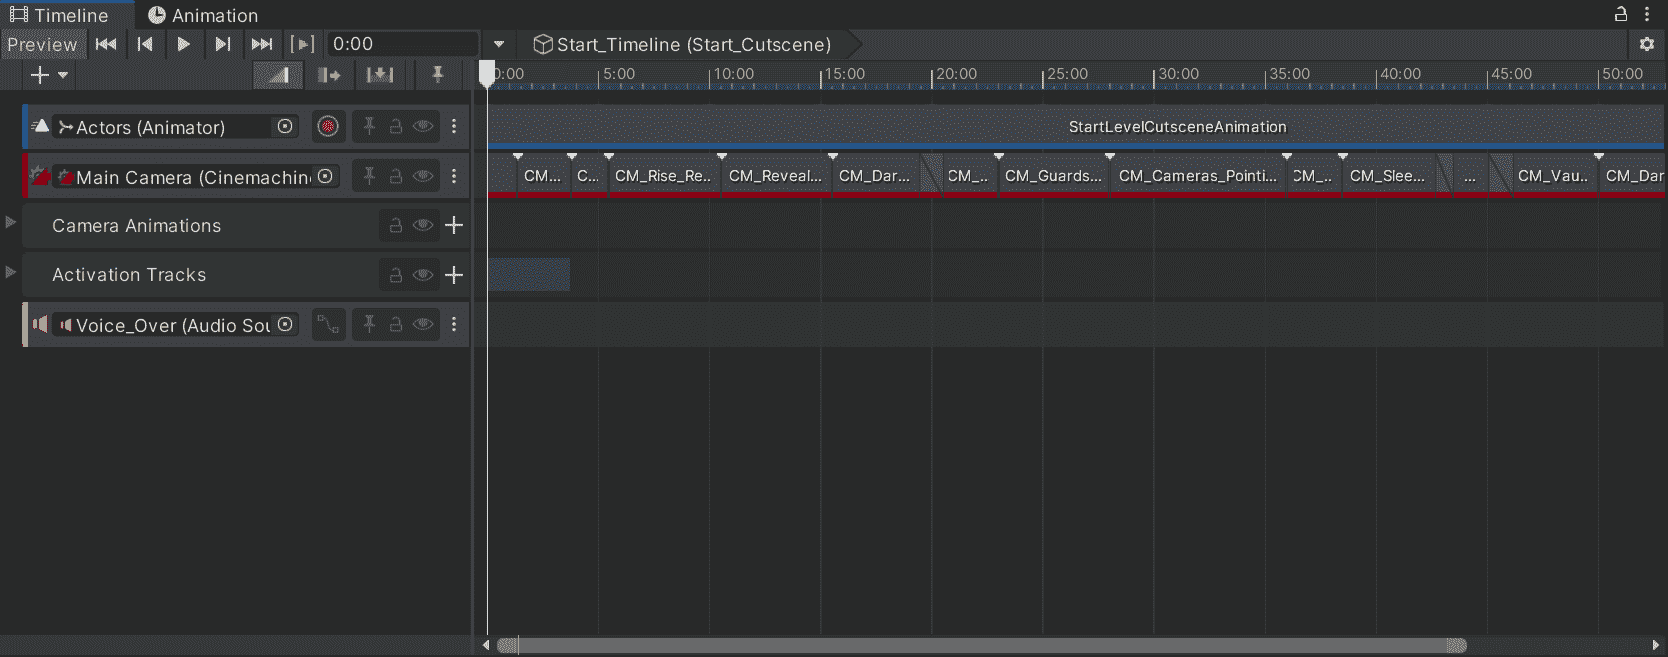 Timeline Animation
Preview 0:00 Start_Timeline (Start_Cutscene)
0:00 5:00 10:00 15:00 20:00 25:00 30:00 35:00 40:00 45:00 50:00
Actors (Animator) StartLevelCutsceneAnimation
Main Camera (Cinemachin CM... C.. CM_Rise_Re.. CM_Reveal... CM_Dar... CM_.. CM_Guards... CM_Cameras_Pointi... CM_.. CM_Slee... ... CM_Vau.. CM_Dar
Camera Animations
Activation Tracks
Voice_Over (Audio Sou